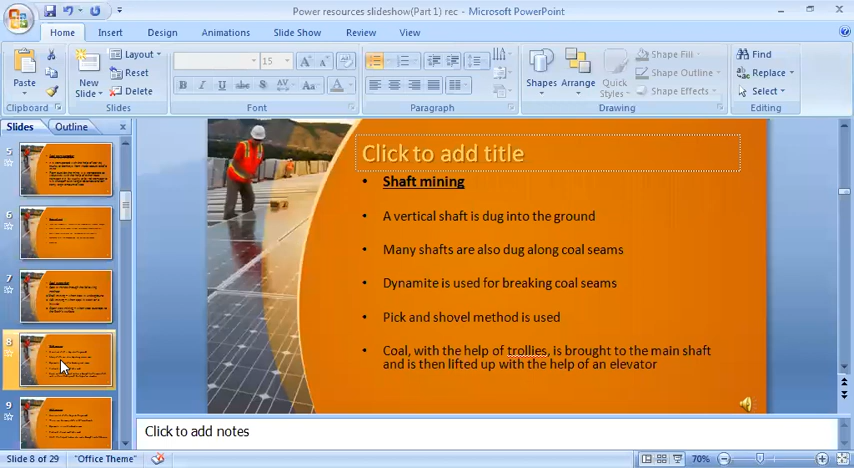 Power resources slideshow(Part 1) rec - Microsoft PowerPoint
Home Insert Design Animations Slide Show Review View
Paste
Clipboard
New
Slide
Layout
Reset
Delete
Slides
15
B I U S abe AV Aa A
Font
Paragraph
Shapes
Arrange
Quick
Styles
Shape Fill
Shape Outline
Shape Effects
Drawing
Find
Replace
Select
Editing
Slides Outline
5
6
7
8
9
Click to add title
• Shaft mining
• A vertical shaft is dug into the ground
• Many shafts are also dug along coal seams
• Dynamite is used for breaking coal seams
• Pick and shovel method is used
• Coal, with the help of trollies, is brought to the main shaft
and is then lifted up with the help of an elevator
Click to add notes
Slide 8 of 29 "Office Theme" 70%